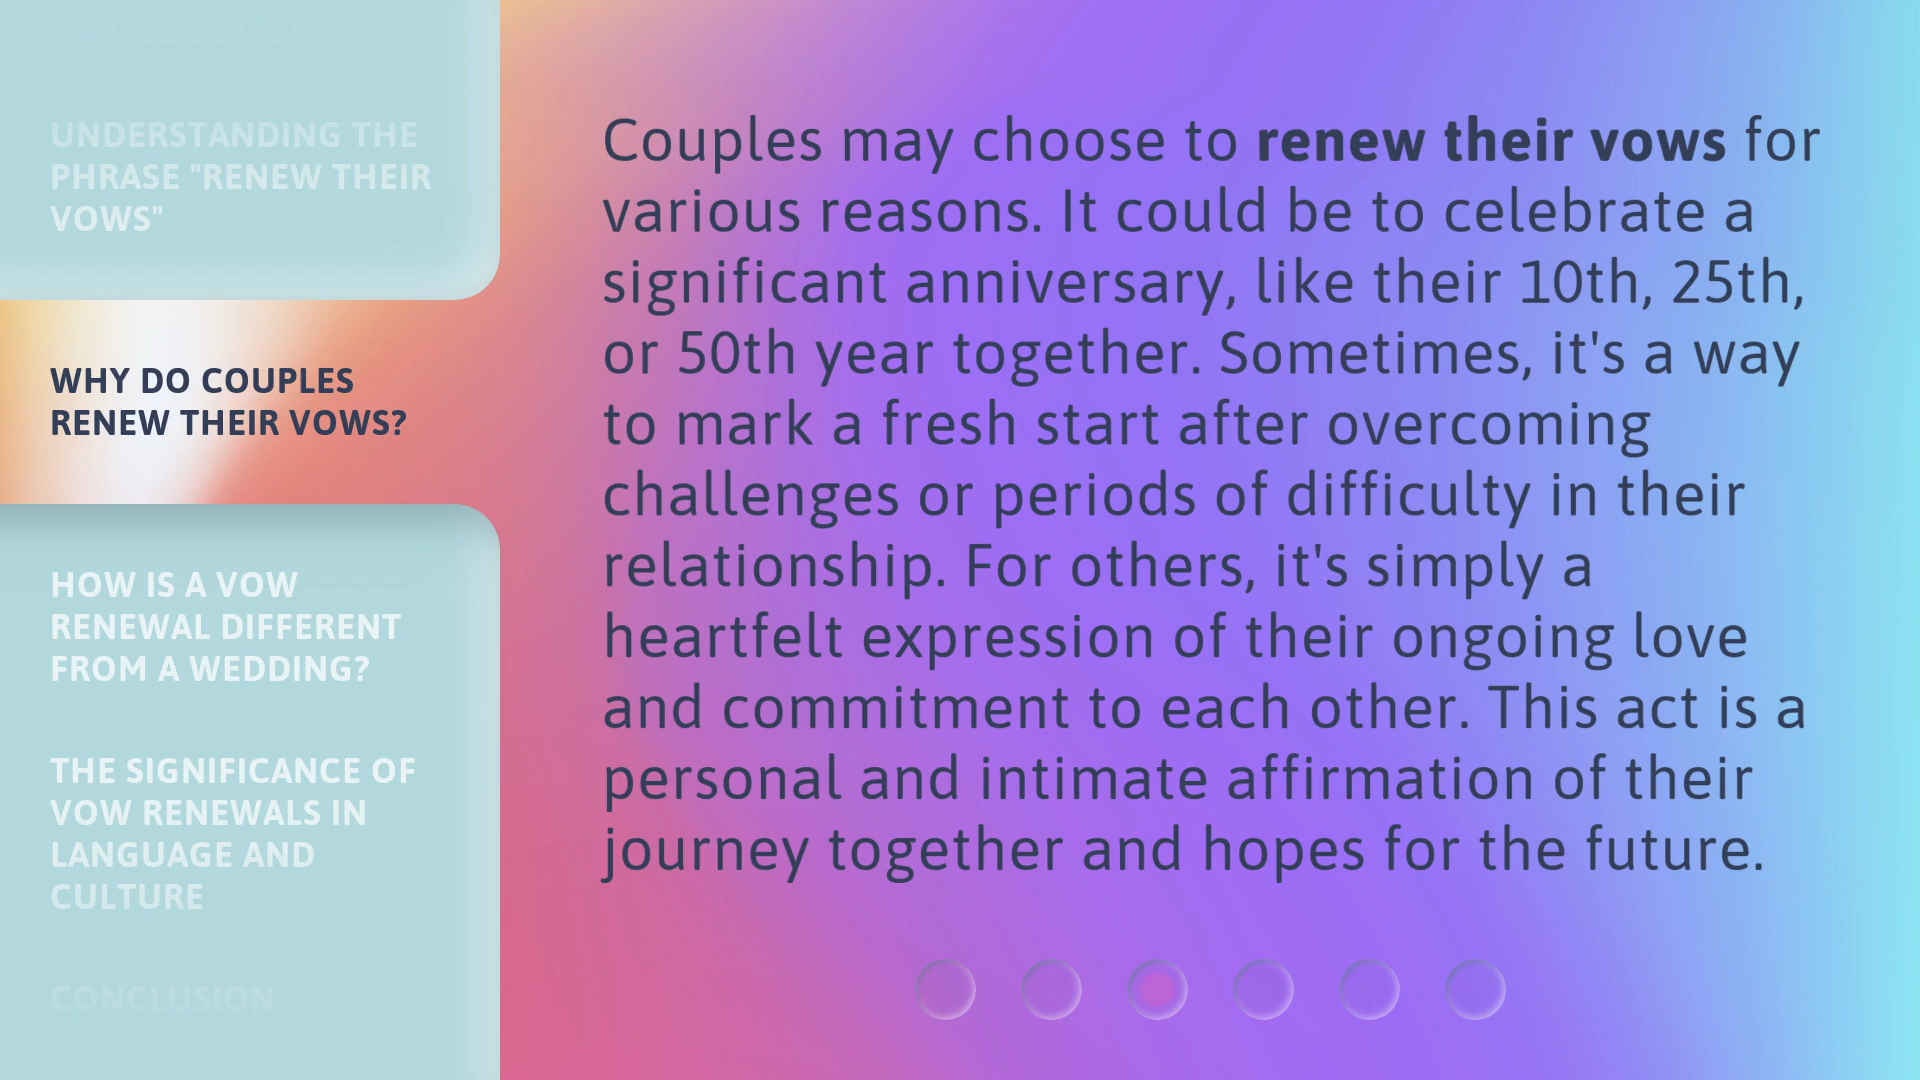 INTRODUCTION
UNDERSTANDING THE
PHRASE "RENEW THEIR
VOWS"
WHY DO COUPLES
RENEW THEIR VOWS?
HOW IS A VOW
RENEWAL DIFFERENT
FROM A WEDDING?
THE SIGNIFICANCE OF
VOW RENEWALS IN
LANGUAGE AND
CULTURE
CONCLUSION
Couples may choose to renew their vows for
various reasons. It could be to celebrate a
significant anniversary, like their 10th, 25th,
or 50th year together. Sometimes, it's a way
to mark a fresh start after overcoming
challenges or periods of difficulty in their
relationship. For others, it's simply a
heartfelt expression of their ongoing love
and commitment to each other. This act is a
personal and intimate affirmation of their
journey together and hopes for the future.